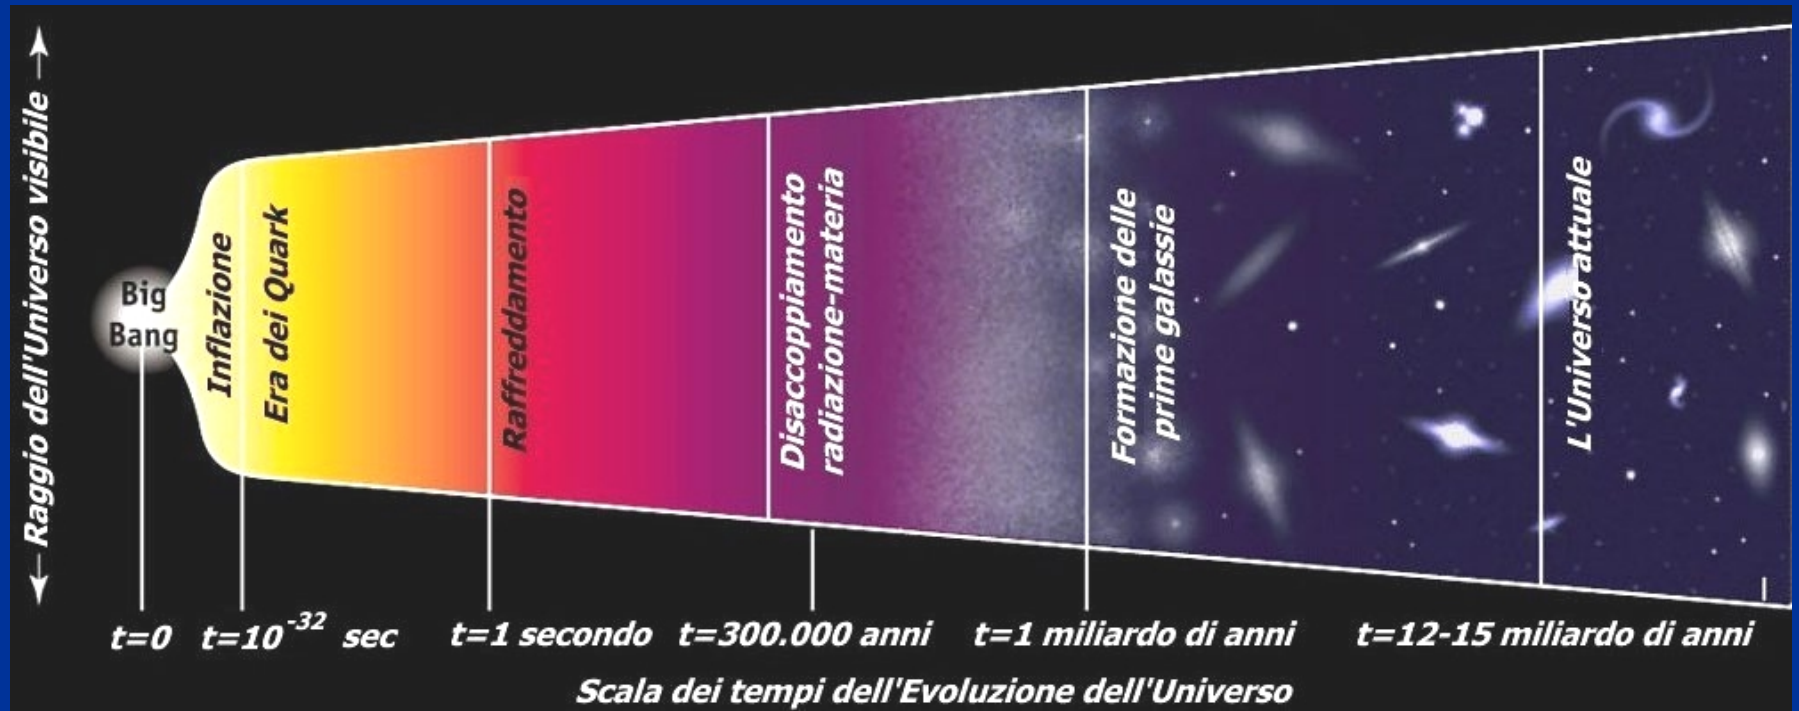 Raggio dell'Universo visibile
Big
Bang
Inflazione
Era dei Quark
Raffreddamento
Disaccoppiamento
radiazione-materia
Formazione delle
prime galassie
L'Universo attuale
t=0
t=10⁻³² sec
t=1 secondo
t=300.000 anni
t=1 miliardo di anni
t=12-15 miliardo di anni
Scala dei tempi dell'Evoluzione dell'Universo